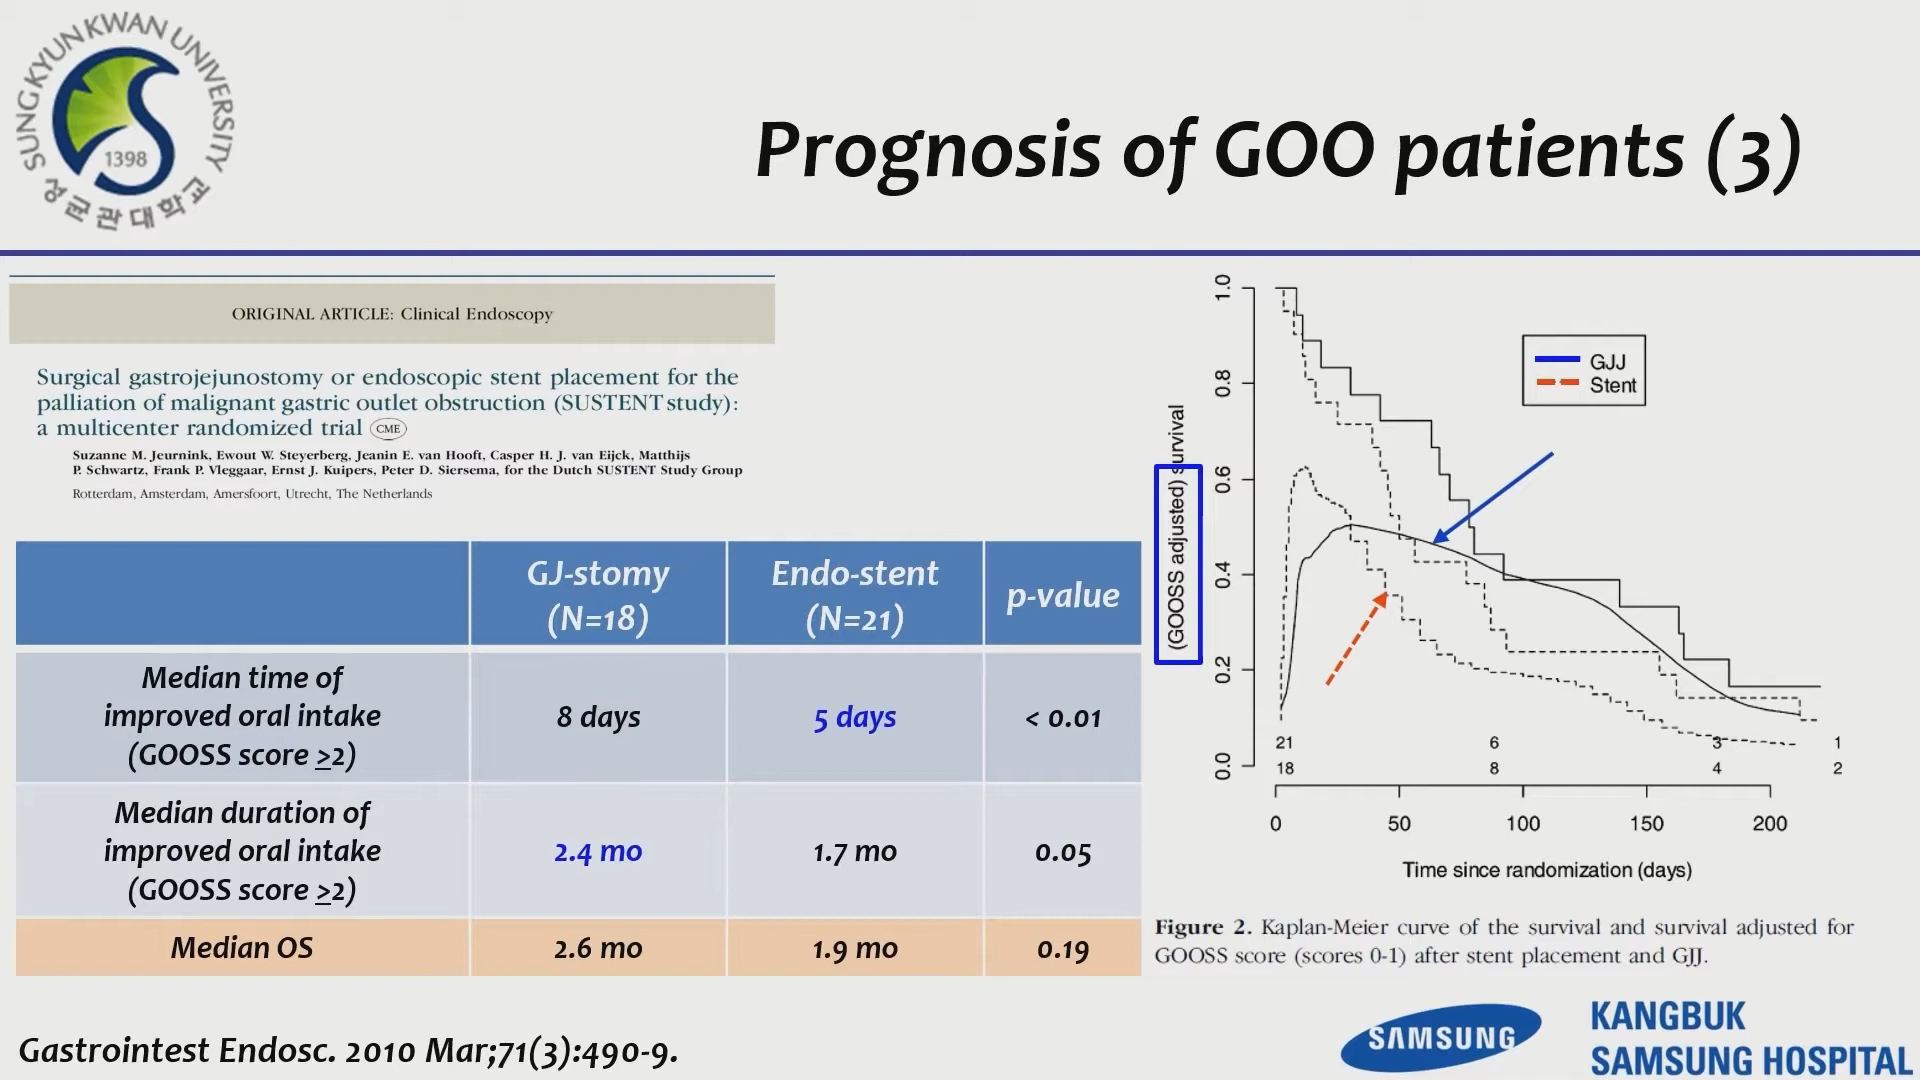 SUNGKYUNKWAN UNIVERSITY
1398
성균관대학교
Prognosis of GOO patients (3)
ORIGINAL ARTICLE: Clinical Endoscopy
Surgical gastrojejunostomy or endoscopic stent placement for the
palliation of malignant gastric outlet obstruction (SUSTENT study):
a multicenter randomized trial CME
Suzanne M. Jeurnink, Ewout W. Steyerberg, Jeanin E. van Hooft, Casper H. J. van Eijck, Matthijs
P. Schwartz, Frank P. Vleggaar, Ernst J. Kuipers, Peter D. Siersema, for the Dutch SUSTENT Study Group
Rotterdam, Amsterdam, Amersfoort, Utrecht, The Netherlands
GJ-stomy
(N=18)
Endo-stent
(N=21)
p-value
Median time of
improved oral intake
(GOOSS score ≥2)
8 days
5 days
< 0.01
Median duration of
improved oral intake
(GOOSS score ≥2)
2.4 mo
1.7 mo
0.05
Median OS
2.6 mo
1.9 mo
0.19
(GOOSS adjusted) survival
1.0
0.8
0.6
0.4
0.2
0.0
GJJ
Stent
21 6 3 1
18 8 4 2
0 50 100 150 200
Time since randomization (days)
Figure 2. Kaplan-Meier curve of the survival and survival adjusted for
GOOSS score (scores 0-1) after stent placement and GJJ.
Gastrointest Endosc. 2010 Mar;71(3):490-9.
SAMSUNG
KANGBUK
SAMSUNG HOSPITAL